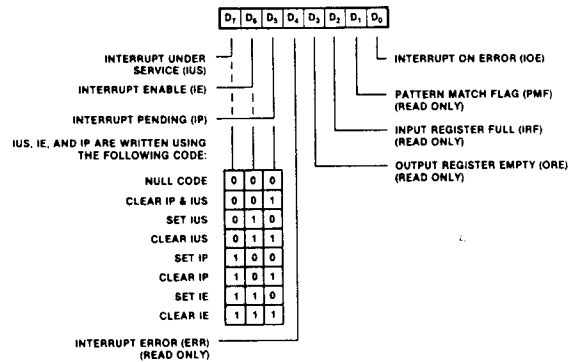 D7 D6 D5 D4 D3 D2 D1 D0
INTERRUPT UNDER
SERVICE (IUS)
INTERRUPT ENABLE (IE)
INTERRUPT PENDING (IP)
IUS, IE, AND IP ARE WRITTEN USING
THE FOLLOWING CODE:
NULL CODE 0 0 0
CLEAR IP & IUS 0 0 1
SET IUS 0 1 0
CLEAR IUS 0 1 1
SET IP 1 0 0
CLEAR IP 1 0 1
SET IE 1 1 0
CLEAR IE 1 1 1
INTERRUPT ERROR (ERR)
(READ ONLY)
INTERRUPT ON ERROR (IOE)
PATTERN MATCH FLAG (PMF)
(READ ONLY)
INPUT REGISTER FULL (IRF)
(READ ONLY)
OUTPUT REGISTER EMPTY (ORE)
(READ ONLY)